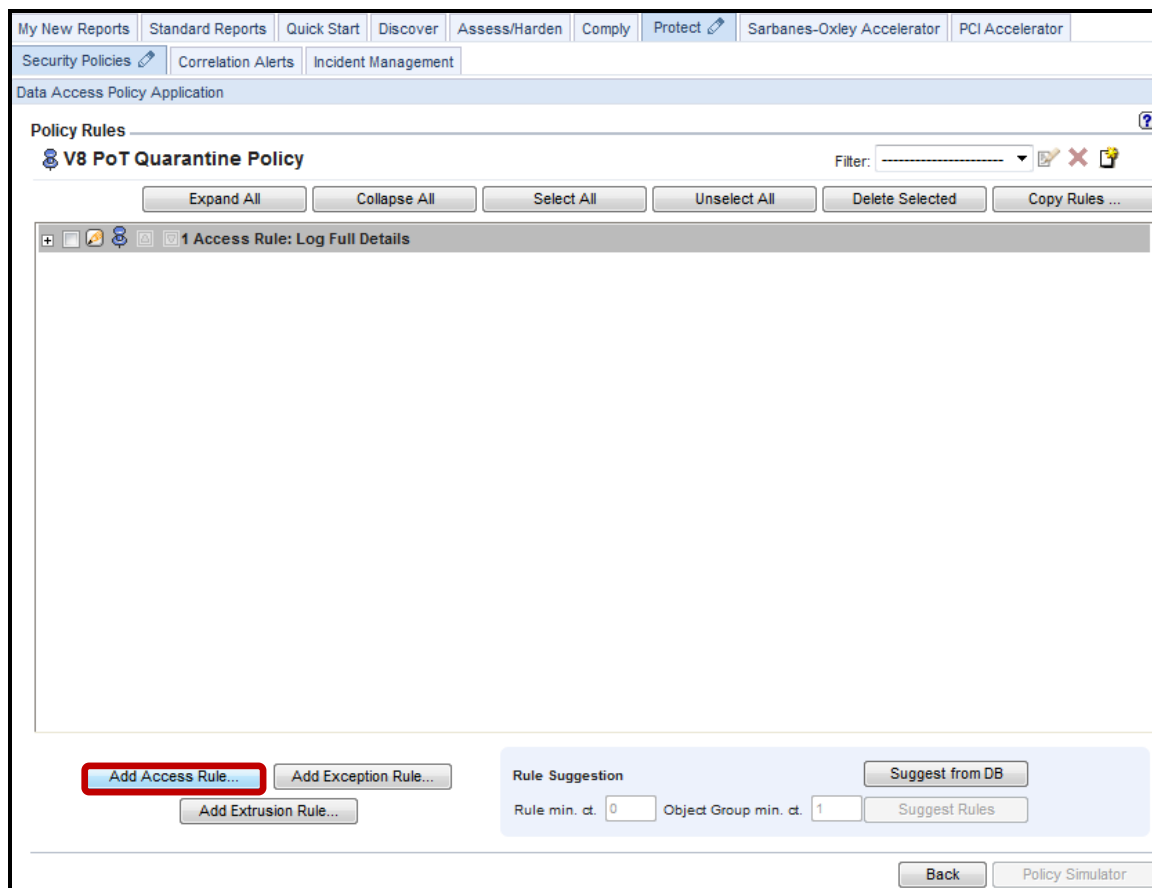 My New Reports Standard Reports Quick Start Discover Assess/Harden Comply Protect Sarbanes-Oxley Accelerator PCI Accelerator
Security Policies Correlation Alerts Incident Management
Data Access Policy Application
Policy Rules ?
V8 PoT Quarantine Policy Filter: ----------------------
Expand All Collapse All Select All Unselect All Delete Selected Copy Rules ...
1 Access Rule: Log Full Details
Add Access Rule... Add Exception Rule... Rule Suggestion Suggest from DB
Add Extrusion Rule... Rule min. ct. 0 Object Group min. ct. 1 Suggest Rules
Back Policy Simulator